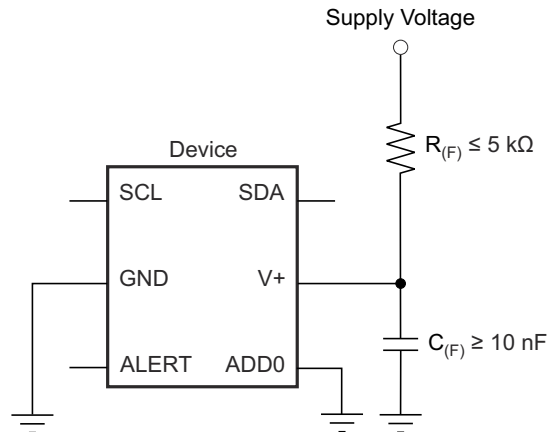 Supply Voltage
R(F) ≤ 5 kΩ
Device
SCL SDA
GND V+
C(F) ≥ 10 nF
ALERT ADD0